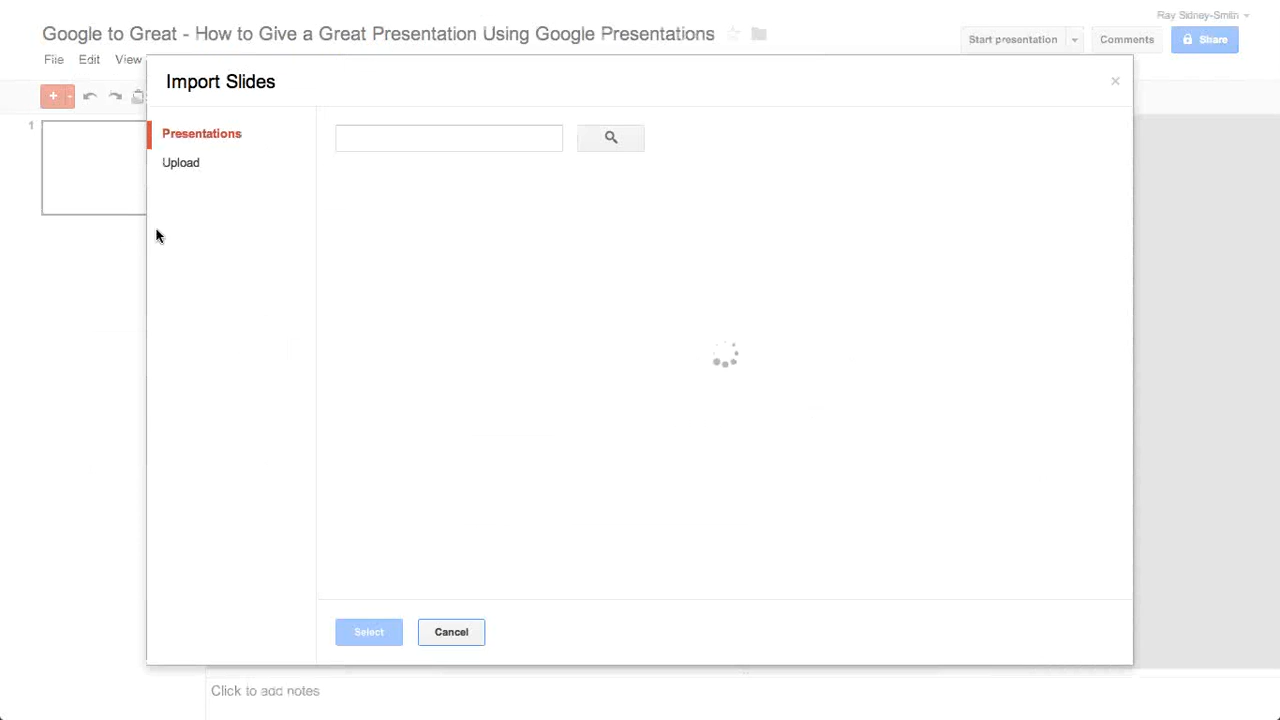 Ray Sidney-Smith
Google to Great - How to Give a Great Presentation Using Google Presentations
Start presentation
Comments
Share
File
Edit
View
Import Slides
1
Presentations
Upload
Select
Cancel
Click to add notes